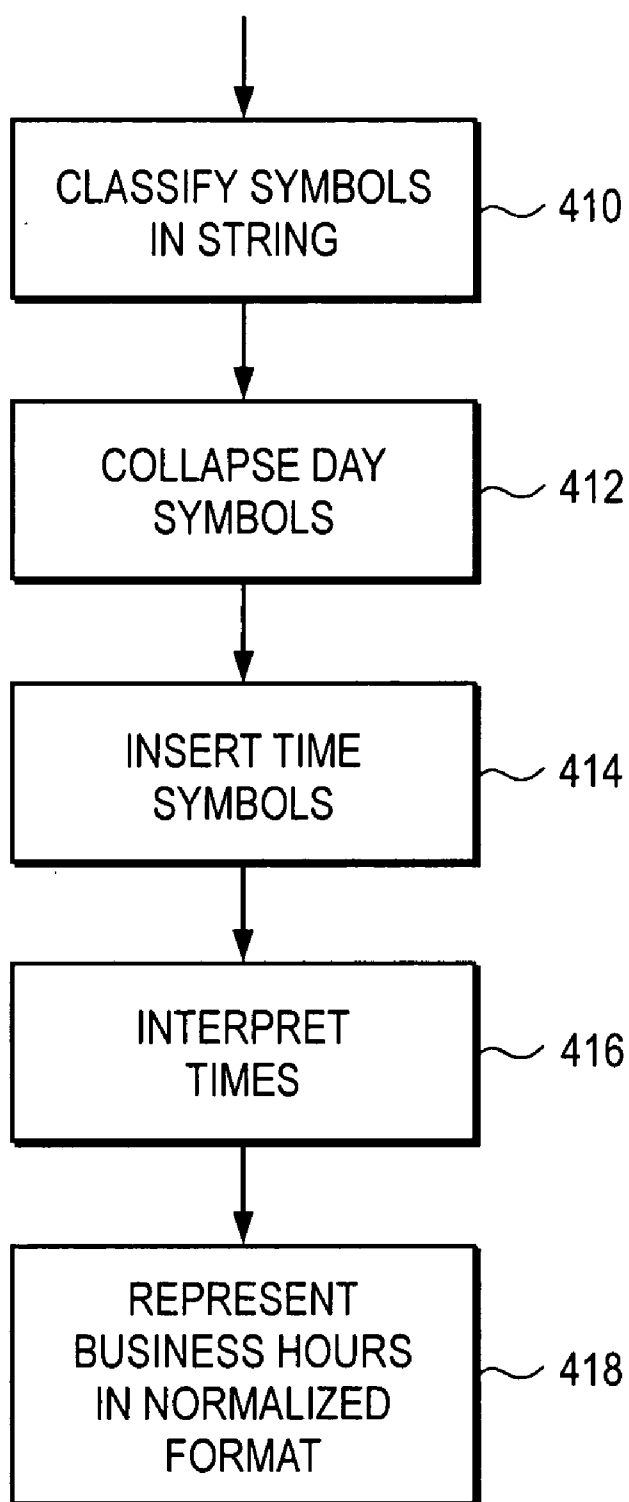 CLASSIFY SYMBOLS
IN STRING
410
COLLAPSE DAY
SYMBOLS
412
INSERT TIME
SYMBOLS
414
INTERPRET
TIMES
416
REPRESENT
BUSINESS HOURS
IN NORMALIZED
FORMAT
418